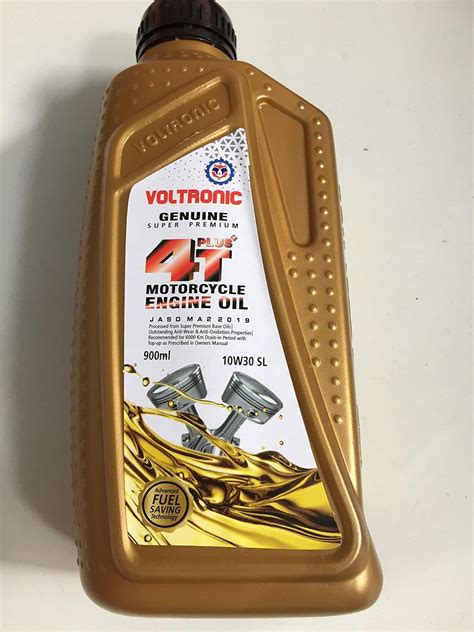 VOLTRONIC
VOLTRONIC
GENUINE
SUPER PREMIUM
4T PLUS+
MOTORCYCLE
ENGINE OIL
JASO MA2 2019
Processed from Super Premium Base Oils|
Outstanding Anti-Wear & Anti-Oxidation Properties|
Recommended for 6000 Km Drain-in Period with
Top-up as Prescribed in Owners Manual
900ml 10W30 SL
Advanced
FUEL
SAVING
Technology